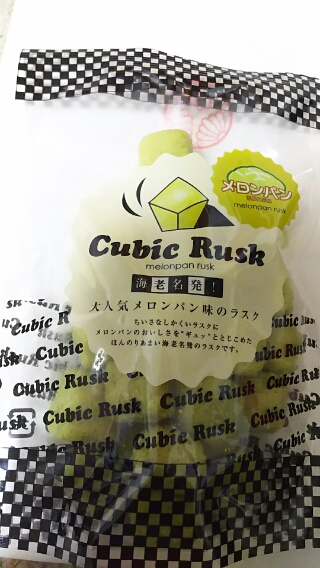 メロンパン
melonpan rusk
Cubic Rusk
melonpan rusk
海老名発!
大人気メロンパン味のラスク
ちいさなしかくいラスクに
メロンパンのおいしさを"ギュッ"ととじこめた
ほんのりあまい海老名発のラスクです。
Cubic Rusk
Cubic Rusk
Cubic Rusk
Cubic Rusk
Cubic Rusk
Cubic Rusk